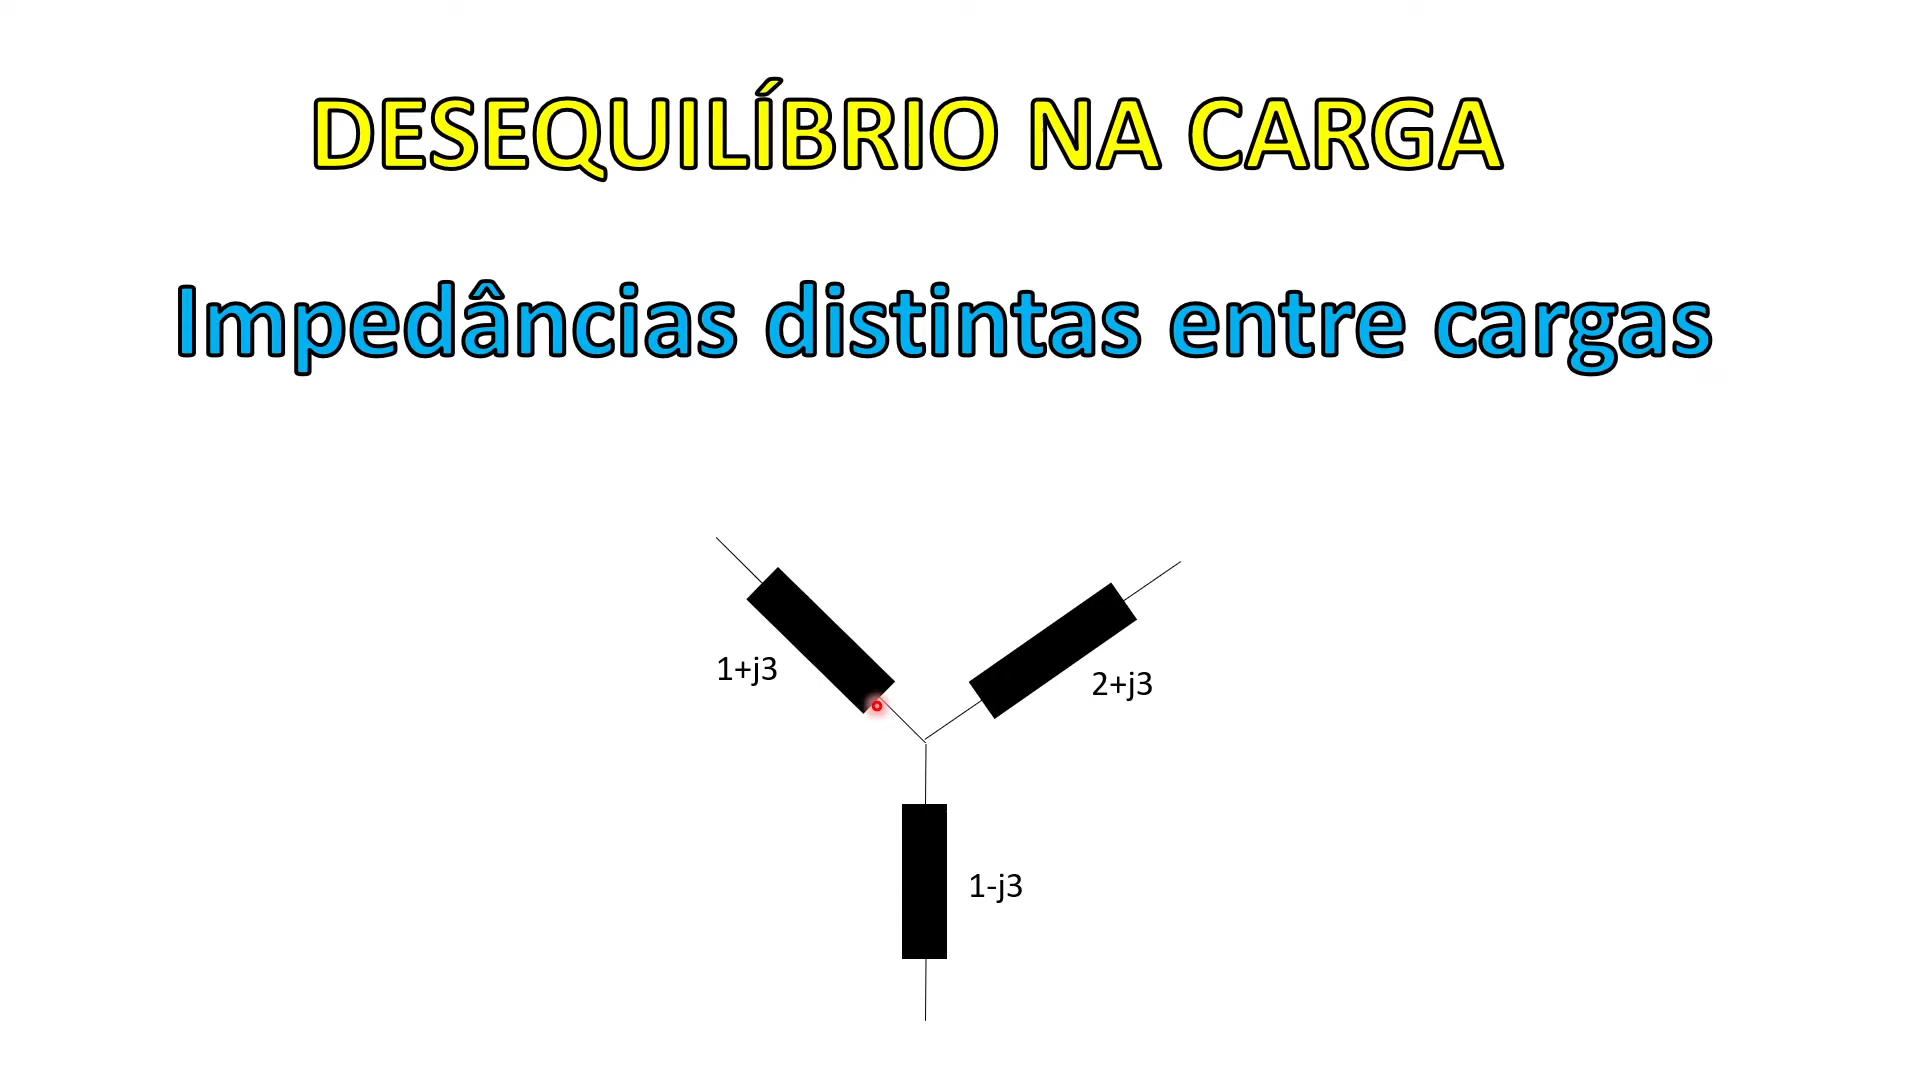 DESEQUILÍBRIO NA CARGA
Impedâncias distintas entre cargas
1+j3
2+j3
1-j3